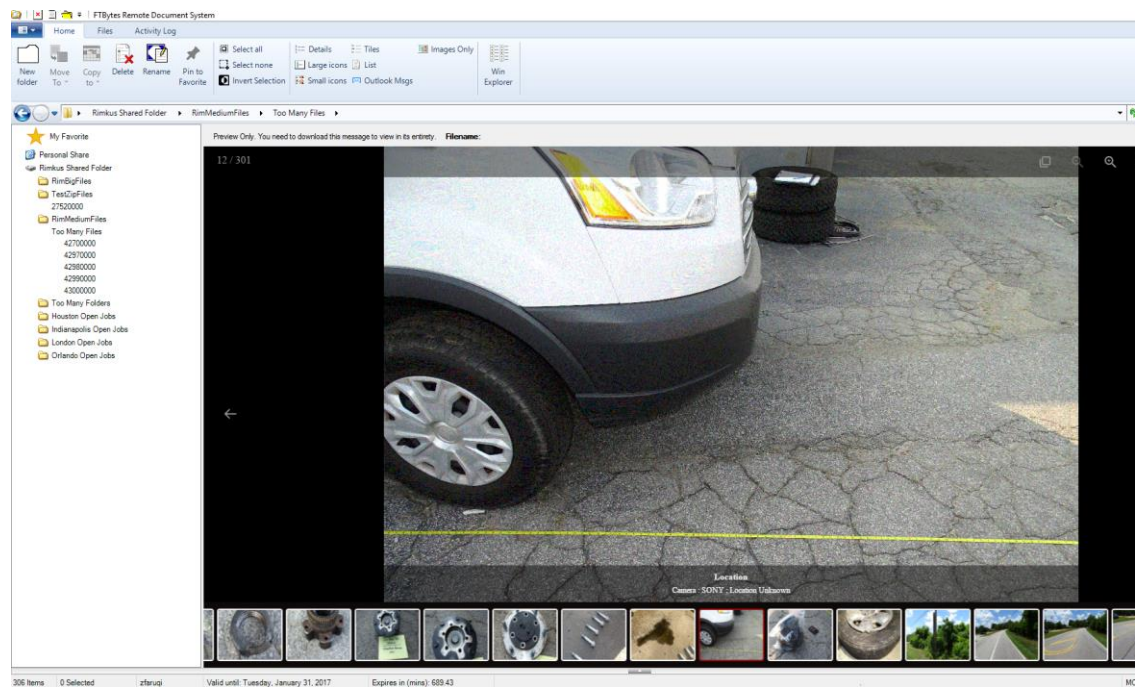 FTBytes Remote Document System
Home Files Activity Log
Select all Details Tiles Images Only
Select none Large icons List
Invert Selection Small icons Outlook Msgs
New folder Move To Copy to Delete Rename Pin to Favorite Win Explorer
Rimkus Shared Folder RimMediumFiles Too Many Files
My Favorite
Preview Only. You need to download this message to view in its entirety. Filename:
Personal Share
Rimkus Shared Folder
RimBigFiles
TestZipFiles
27520000
RimMediumFiles
Too Many Files
42700000
42970000
42980000
42990000
43000000
Too Many Folders
Houston Open Jobs
Indianapolis Open Jobs
London Open Jobs
Orlando Open Jobs
12 / 301
Location
Camera : SONY ; Location Unknown
306 Items 0 Selected zfaruqi Valid until: Tuesday, January 31, 2017 Expires in (mins): 689.43